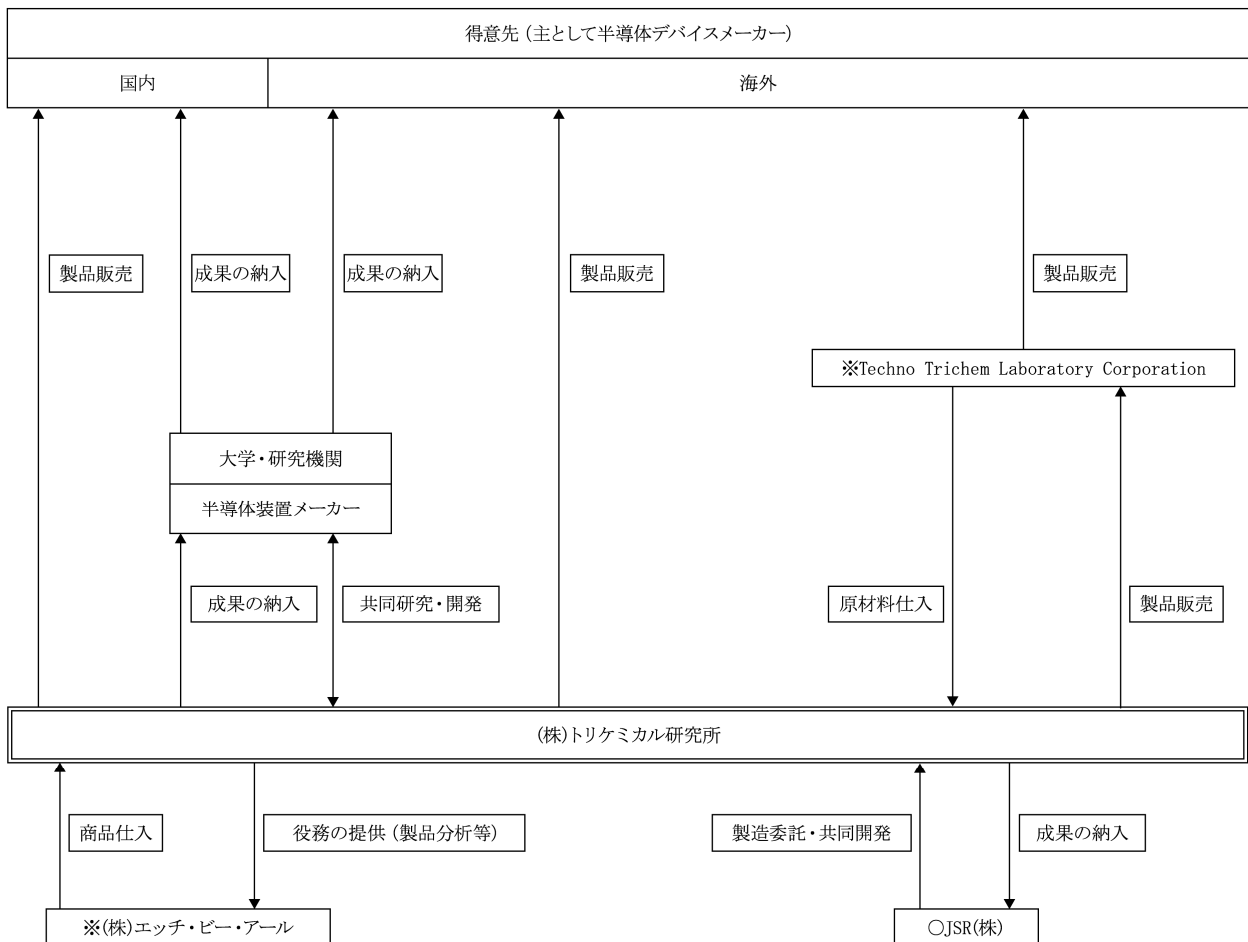 得意先(主として半導体デバイスメーカー)
国内
海外
製品販売
成果の納入
成果の納入
製品販売
製品販売
※Techno Trichem Laboratory Corporation
大学・研究機関
半導体装置メーカー
成果の納入
共同研究・開発
原材料仕入
製品販売
(株)トリケミカル研究所
商品仕入
役務の提供(製品分析等)
製造委託・共同開発
成果の納入
※(株)エッチ・ビー・アール
○JSR(株)